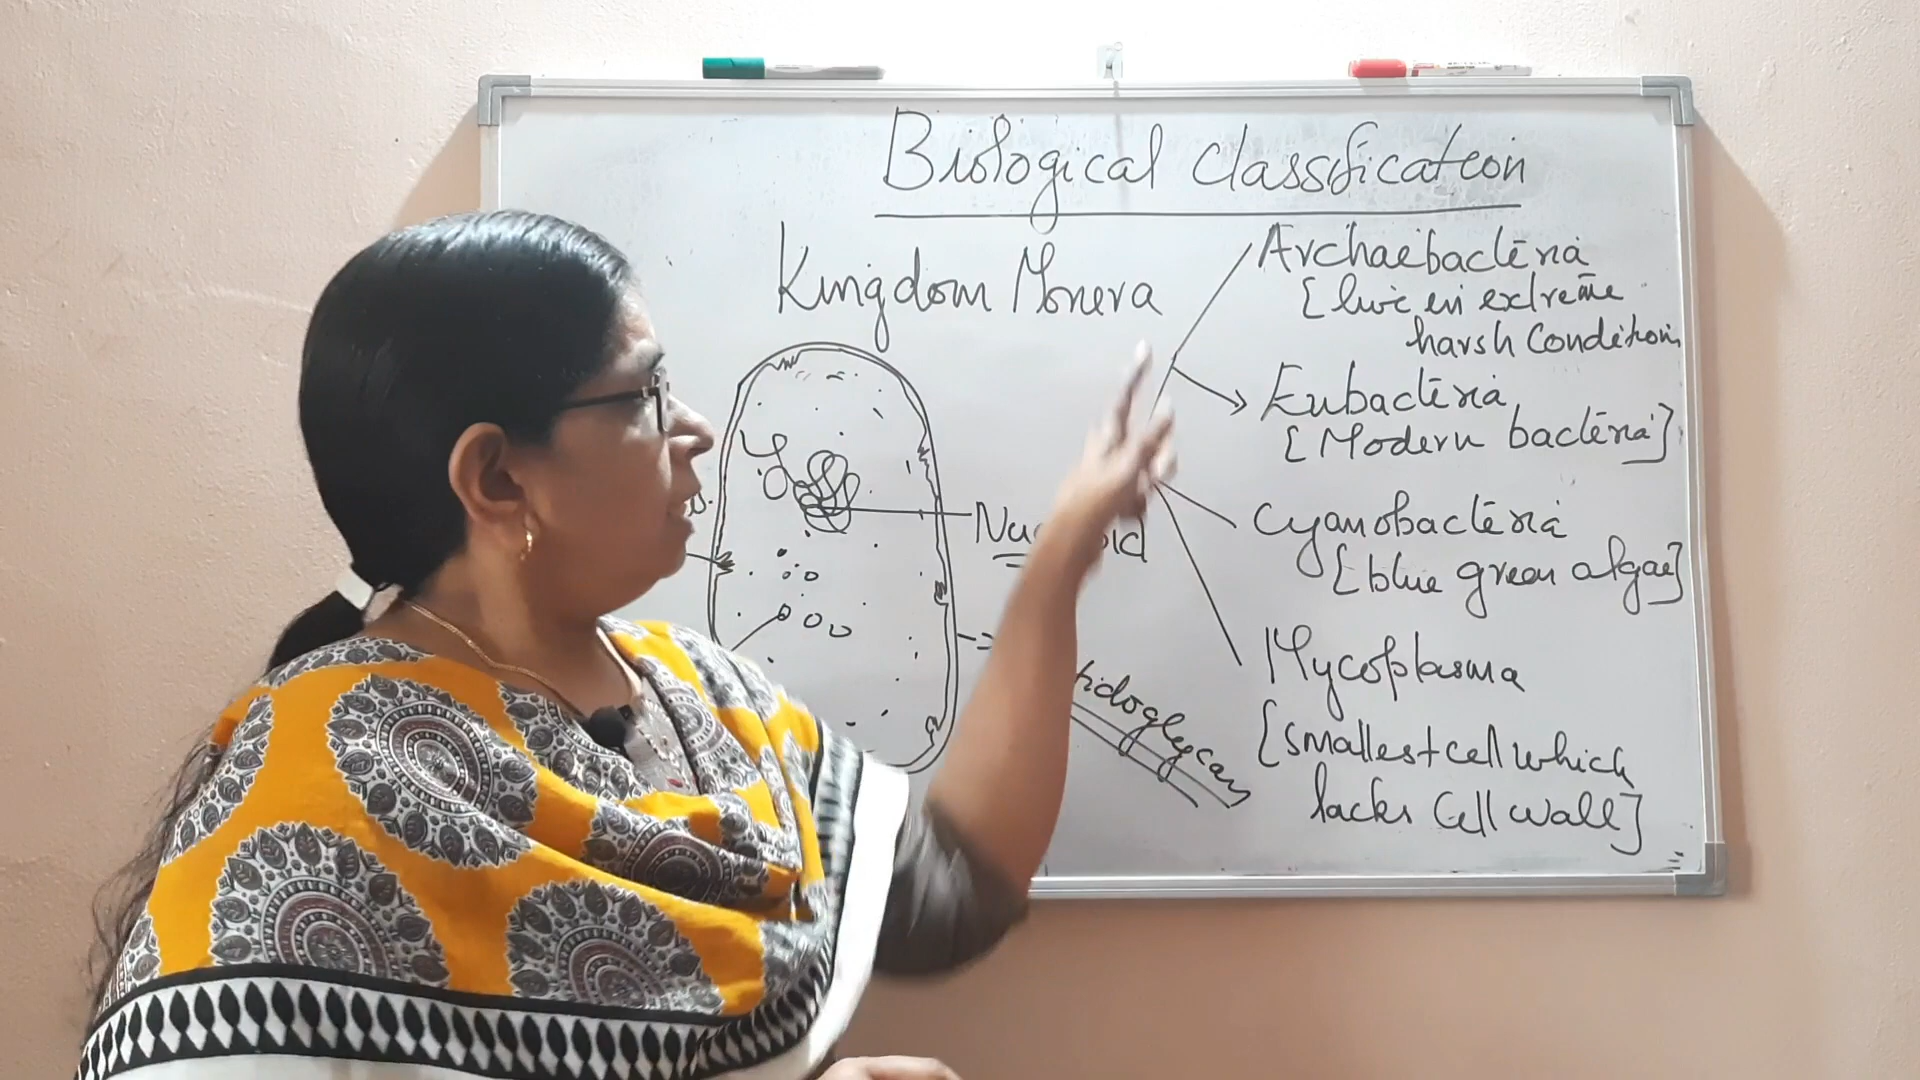 Biological Classification
Kingdom Monera
Archaebacteria
[live in extreme
harsh Conditions
Eubacteria
[Modern bacteria]
Cyanobacteria
[blue green algae]
Mycoplasma
[smallest cell which
lacks Cell wall]